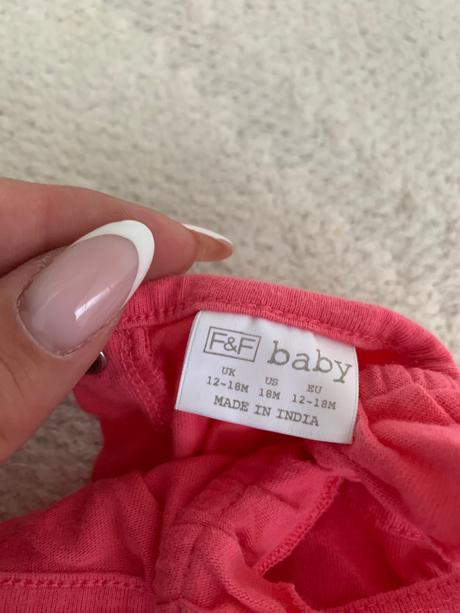 F&F baby
UK US EU
12-18M 18M 12-18M
MADE IN INDIA